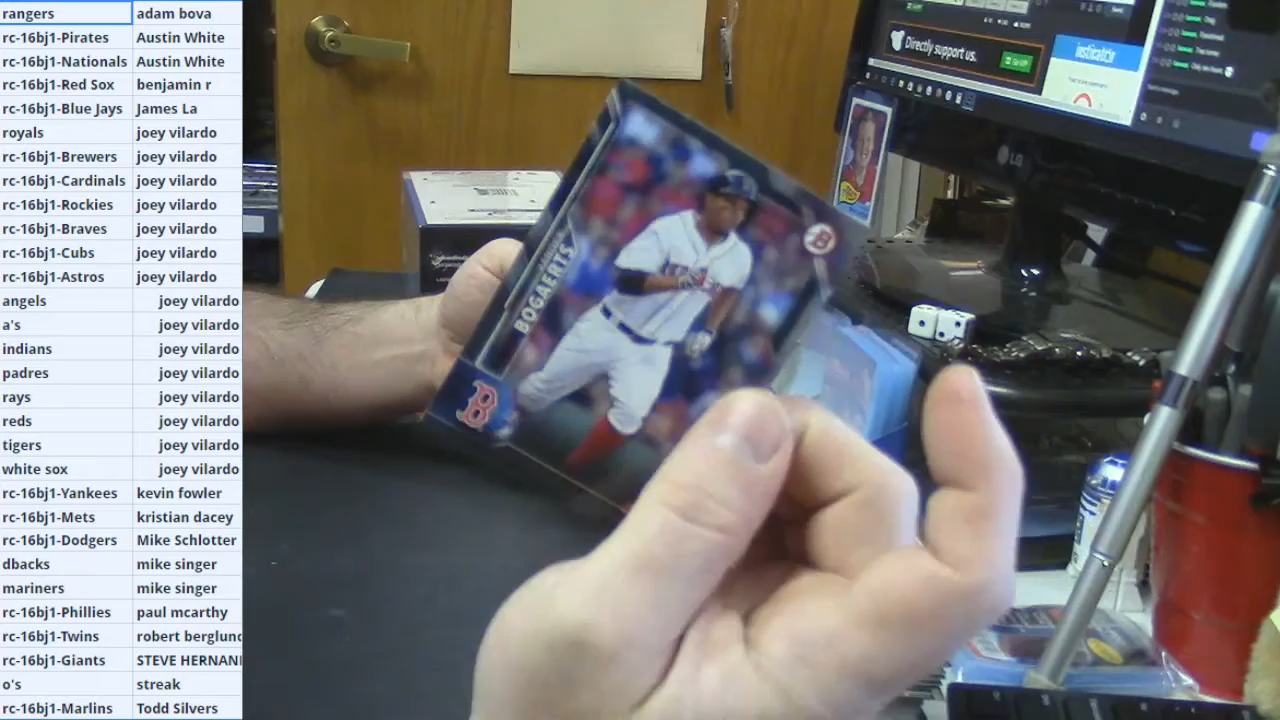 rangers adam bova
rc-16bj1-Pirates Austin White
rc-16bj1-Nationals Austin White
rc-16bj1-Red Sox benjamin r
rc-16bj1-Blue Jays James La
royals joey vilardo
rc-16bj1-Brewers joey vilardo
rc-16bj1-Cardinals joey vilardo
rc-16bj1-Rockies joey vilardo
rc-16bj1-Braves joey vilardo
rc-16bj1-Cubs joey vilardo
rc-16bj1-Astros joey vilardo
angels joey vilardo
a's joey vilardo
indians joey vilardo
padres joey vilardo
rays joey vilardo
reds joey vilardo
tigers joey vilardo
white sox joey vilardo
rc-16bj1-Yankees kevin fowler
rc-16bj1-Mets kristian dacey
rc-16bj1-Dodgers Mike Schlotter
dbacks mike singer
mariners mike singer
rc-16bj1-Phillies paul mcarthy
rc-16bj1-Twins robert berglund
rc-16bj1-Giants STEVE HERNAN
o's streak
rc-16bj1-Marlins Todd Silvers
Directly support us.
LG
BOGAERTS
B
B